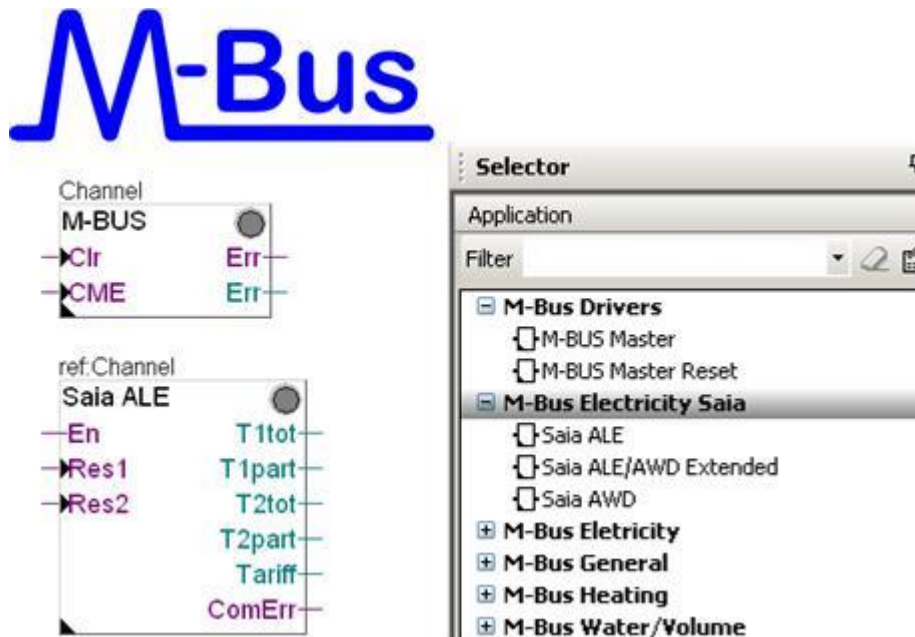 M-Bus
Channel
M-BUS
Clr Err
CME Err
ref:Channel
Saia ALE
En T1tot
Res1 T1part
Res2 T2tot
T2part
Tariff
ComErr
Selector
Application
Filter
M-Bus Drivers
M-BUS Master
M-BUS Master Reset
M-Bus Electricity Saia
Saia ALE
Saia ALE/AWD Extended
Saia AWD
M-Bus Eletricity
M-Bus General
M-Bus Heating
M-Bus Water/Volume